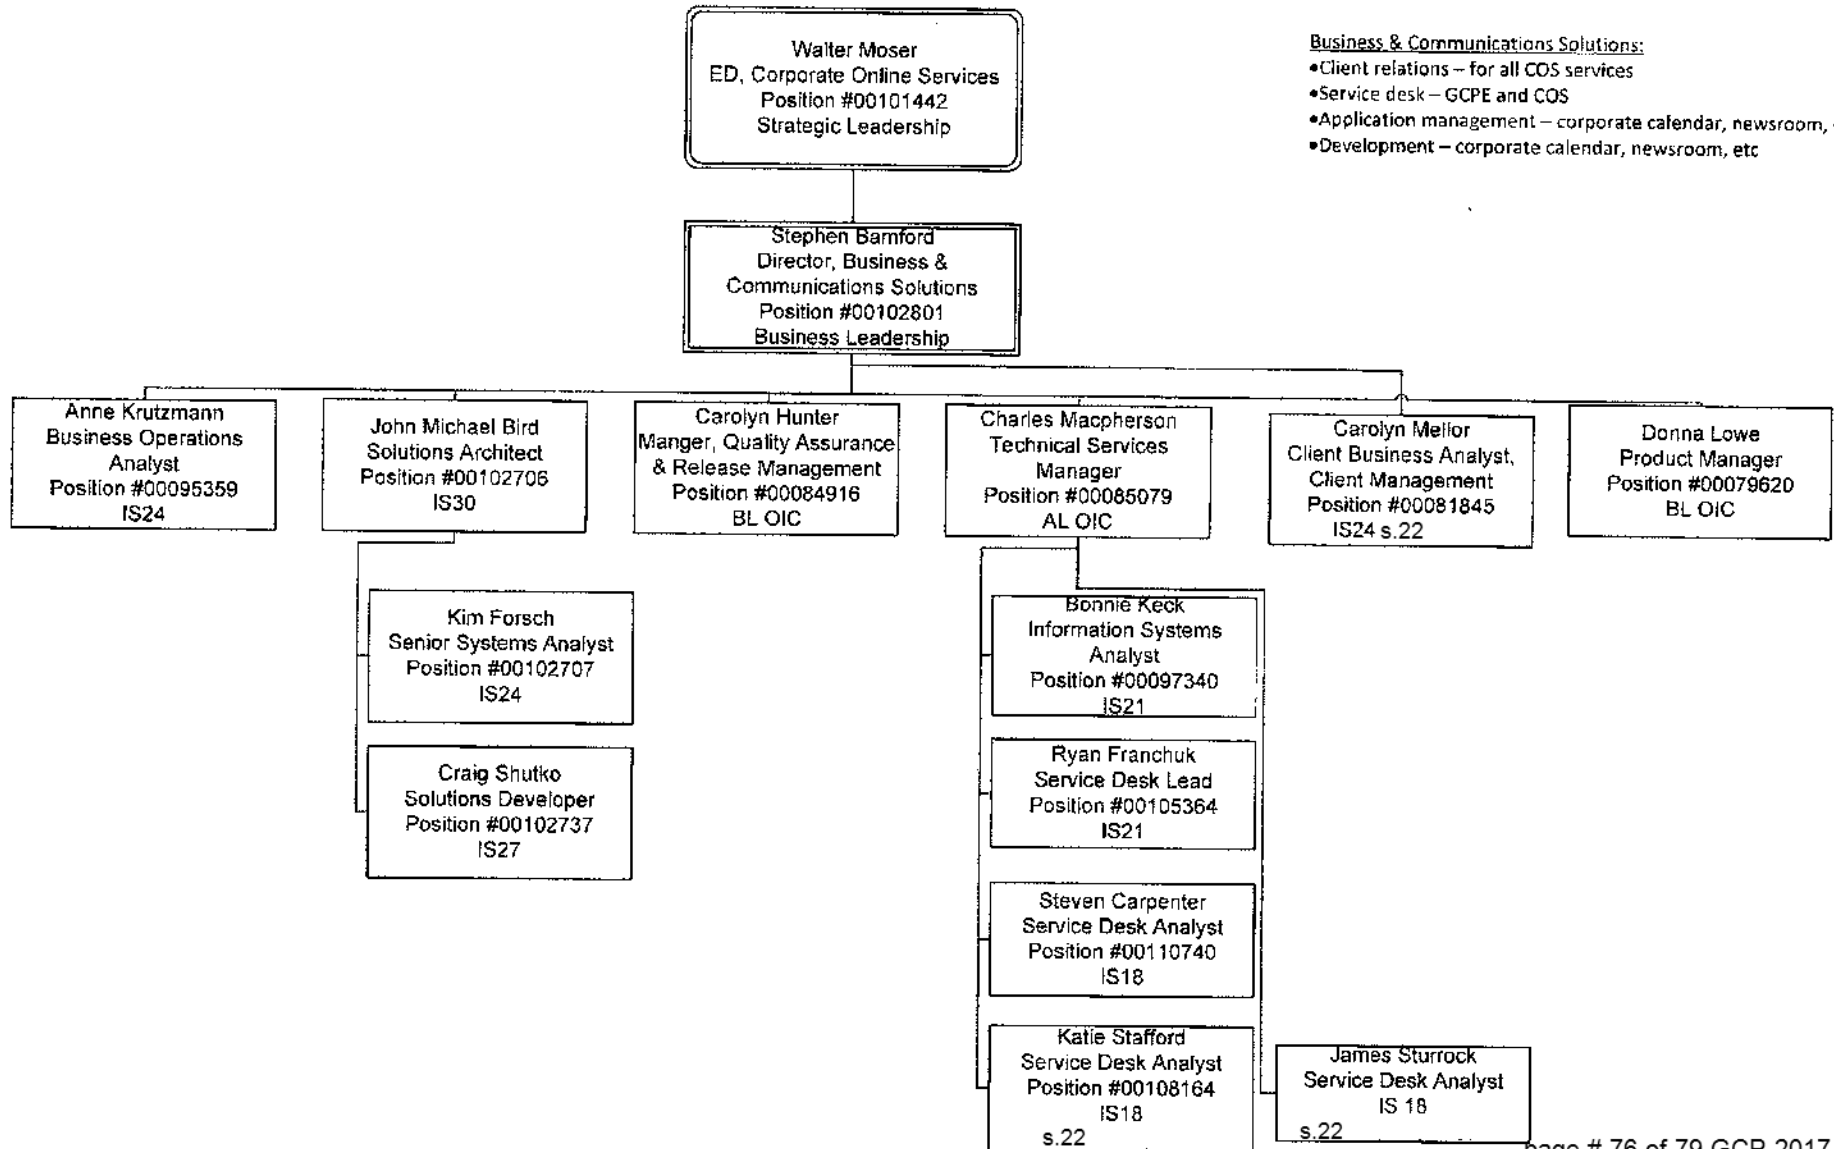 Walter Moser
ED, Corporate Online Services
Position #00101442
Strategic Leadership
Business & Communications Solutions:
•Client relations – for all COS services
•Service desk – GCPE and COS
•Application management – corporate calendar, newsroom,
•Development – corporate calendar, newsroom, etc
Stephen Bamford
Director, Business &
Communications Solutions
Position #00102801
Business Leadership
Anne Krutzmann
Business Operations
Analyst
Position #00095359
IS24
John Michael Bird
Solutions Architect
Position #00102706
IS30
Carolyn Hunter
Manger, Quality Assurance
& Release Management
Position #00084916
BL OIC
Charles Macpherson
Technical Services
Manager
Position #00085079
AL OIC
Carolyn Mellor
Client Business Analyst,
Client Management
Position #00081845
IS24 s.22
Donna Lowe
Product Manager
Position #00079620
BL OIC
Kim Forsch
Senior Systems Analyst
Position #00102707
IS24
Craig Shutko
Solutions Developer
Position #00102737
IS27
Bonnie Keck
Information Systems
Analyst
Position #00097340
IS21
Ryan Franchuk
Service Desk Lead
Position #00105364
IS21
Steven Carpenter
Service Desk Analyst
Position #00110740
IS18
Katie Stafford
Service Desk Analyst
Position #00108164
IS18
s.22
James Sturrock
Service Desk Analyst
IS 18
s.22
page # 76 of 79 GCP 2017